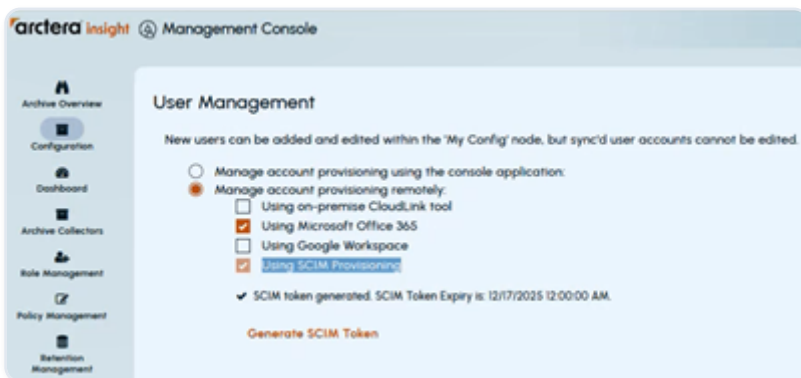 arctera insight Management Console
Archive Overview
Configuration
Dashboard
Archive Collectors
Role Management
Policy Management
Retention
Management
User Management
New users can be added and edited within the 'My Config' node, but sync'd user accounts cannot be edited.
Manage account provisioning using the console application:
Manage account provisioning remotely:
Using on-premise CloudLink tool
Using Microsoft Office 365
Using Google Workspace
Using SCIM Provisioning
SCIM token generated. SCIM Token Expiry is: 12/17/2025 12:00:00 AM.
Generate SCIM Token